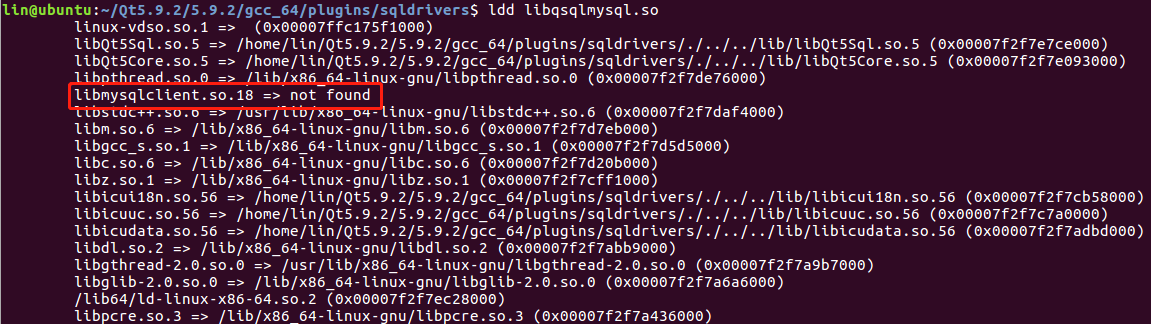 lin@ubuntu:~/Qt5.9.2/5.9.2/gcc_64/plugins/sqldrivers$ ldd libqsqlmysql.so
linux-vdso.so.1 =>  (0x00007ffc175f1000)
libQt5Sql.so.5 => /home/lin/Qt5.9.2/5.9.2/gcc_64/plugins/sqldrivers/./../../lib/libQt5Sql.so.5 (0x00007f2f7e7ce000)
libQt5Core.so.5 => /home/lin/Qt5.9.2/5.9.2/gcc_64/plugins/sqldrivers/./../../lib/libQt5Core.so.5 (0x00007f2f7e093000)
libpthread.so.0 => /lib/x86_64-linux-gnu/libpthread.so.0 (0x00007f2f7de76000)
libmysqlclient.so.18 => not found
libstdc++.so.6 => /usr/lib/x86_64-linux-gnu/libstdc++.so.6 (0x00007f2f7daf4000)
libm.so.6 => /lib/x86_64-linux-gnu/libm.so.6 (0x00007f2f7d7eb000)
libgcc_s.so.1 => /lib/x86_64-linux-gnu/libgcc_s.so.1 (0x00007f2f7d5d5000)
libc.so.6 => /lib/x86_64-linux-gnu/libc.so.6 (0x00007f2f7d20b000)
libz.so.1 => /lib/x86_64-linux-gnu/libz.so.1 (0x00007f2f7cff1000)
libicui18n.so.56 => /home/lin/Qt5.9.2/5.9.2/gcc_64/plugins/sqldrivers/./../../lib/libicui18n.so.56 (0x00007f2f7cb58000)
libicuuc.so.56 => /home/lin/Qt5.9.2/5.9.2/gcc_64/plugins/sqldrivers/./../../lib/libicuuc.so.56 (0x00007f2f7c7a0000)
libicudata.so.56 => /home/lin/Qt5.9.2/5.9.2/gcc_64/plugins/sqldrivers/./../../lib/libicudata.so.56 (0x00007f2f7adbd000)
libdl.so.2 => /lib/x86_64-linux-gnu/libdl.so.2 (0x00007f2f7abb9000)
libgthread-2.0.so.0 => /usr/lib/x86_64-linux-gnu/libgthread-2.0.so.0 (0x00007f2f7a9b7000)
libglib-2.0.so.0 => /lib/x86_64-linux-gnu/libglib-2.0.so.0 (0x00007f2f7a6a6000)
/lib64/ld-linux-x86-64.so.2 (0x00007f2f7ec28000)
libpcre.so.3 => /lib/x86_64-linux-gnu/libpcre.so.3 (0x00007f2f7a436000)